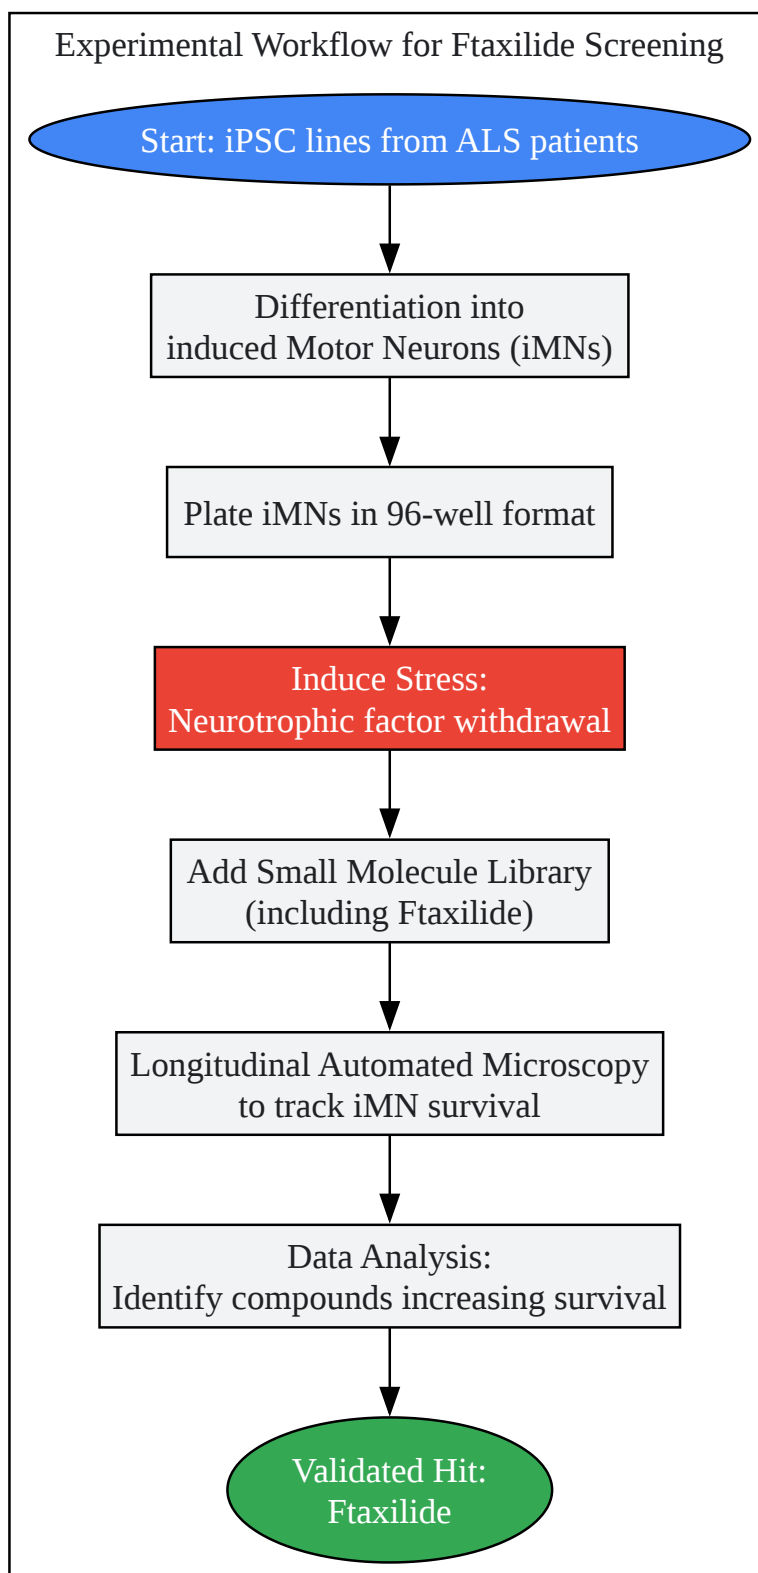 Experimental Workflow for Ftaxilide Screening
Start: iPSC lines from ALS patients
Differentiation into
induced Motor Neurons (iMNs)
Plate iMNs in 96-well format
Induce Stress:
Neurotrophic factor withdrawal
Add Small Molecule Library
(including Ftaxilide)
Longitudinal Automated Microscopy
to track iMN survival
Data Analysis:
Identify compounds increasing survival
Validated Hit:
Ftaxilide